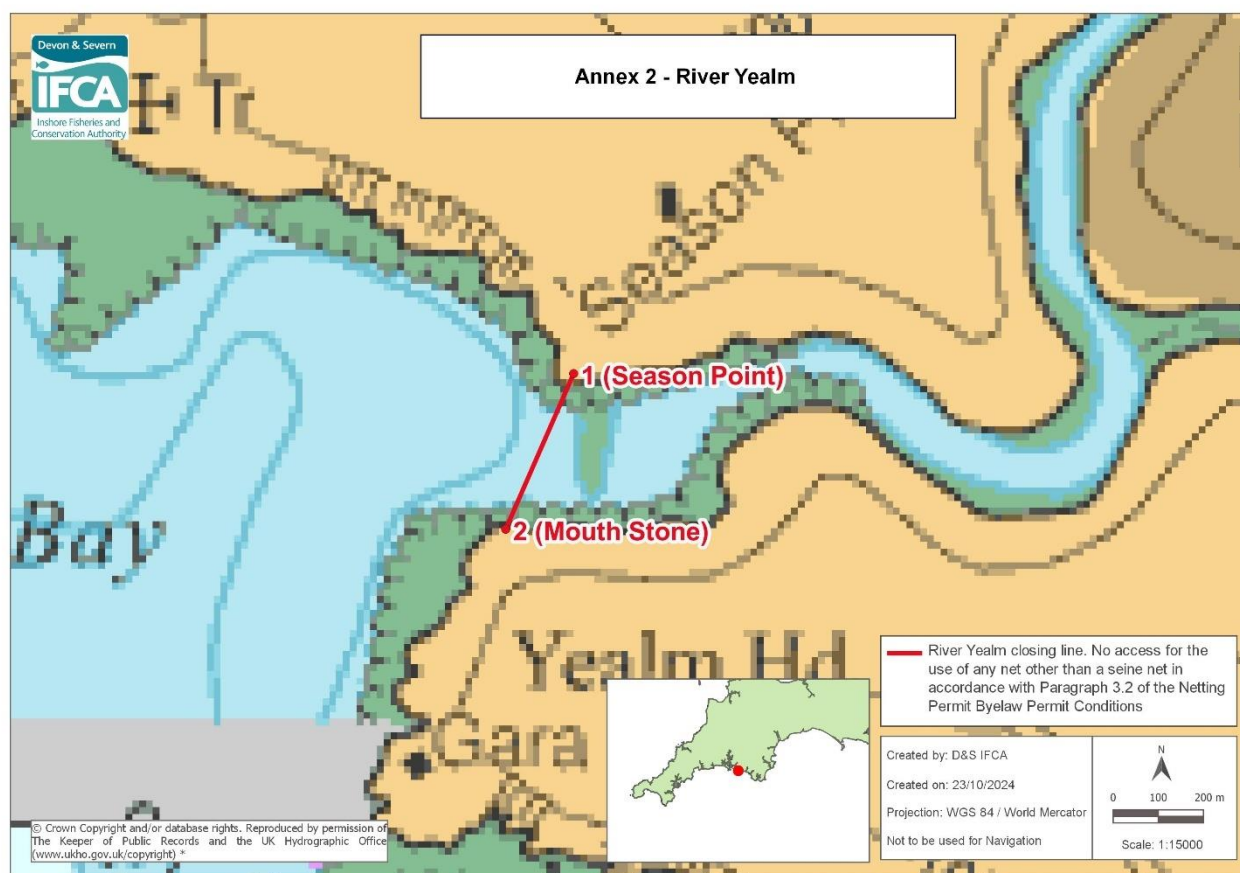 Devon & Severn
IFCA
Inshore Fisheries and
Conservation Authority
Annex 2 - River Yealm
Season
1 (Season Point)
2 (Mouth Stone)
Bay
Yealm Hd
Gara
River Yealm closing line. No access for the
use of any net other than a seine net in
accordance with Paragraph 3.2 of the Netting
Permit Byelaw Permit Conditions
Created by: D&S IFCA
Created on: 23/10/2024
Projection: WGS 84 / World Mercator
Not to be used for Navigation
N
0 100 200 m
Scale: 1:15000
© Crown Copyright and/or database rights. Reproduced by permission of
The Keeper of Public Records and the UK Hydrographic Office
(www.ukho.gov.uk/copyright) *